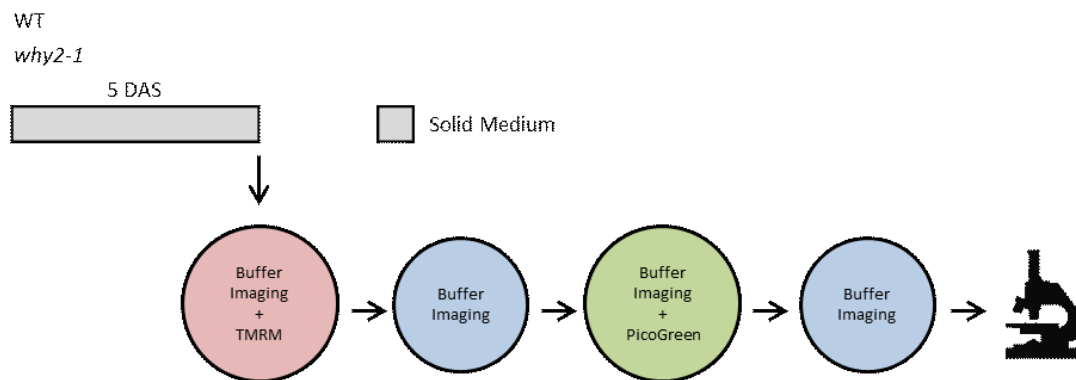 WT
why2-1
5 DAS
Solid Medium
Buffer
Imaging
+
TMRM
Buffer
Imaging
Buffer
Imaging
+
PicoGreen
Buffer
Imaging